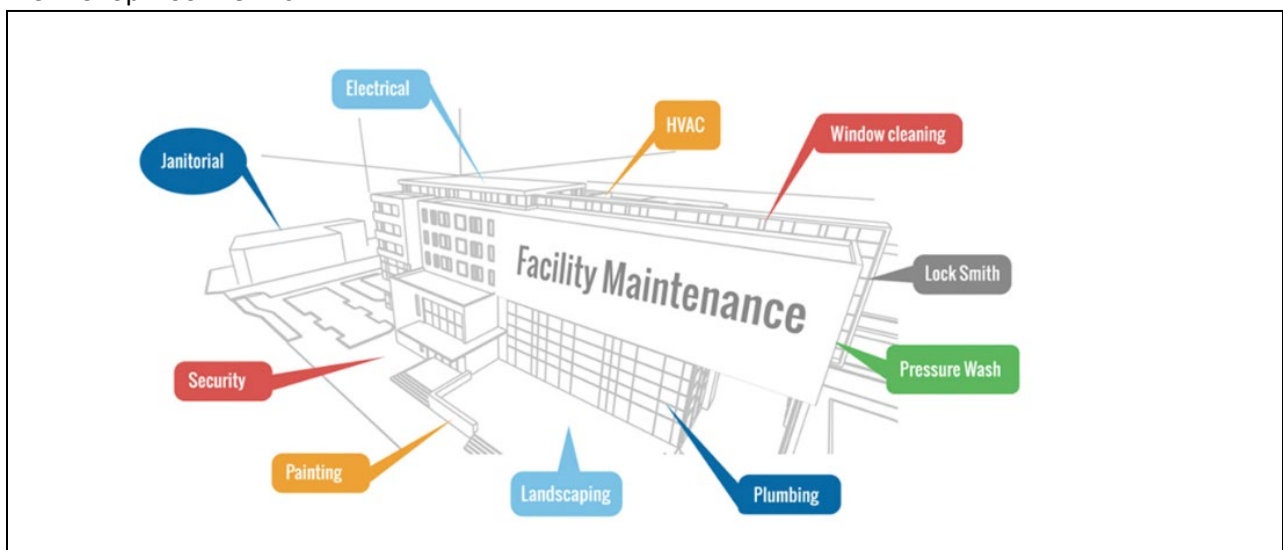 Electrical
HVAC
Window cleaning
Janitorial
Facility Maintenance
Lock Smith
Pressure Wash
Security
Painting
Landscaping
Plumbing